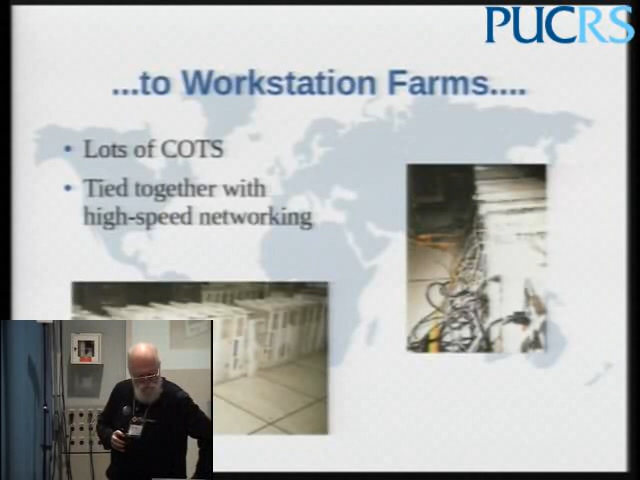 PUCRS
...to Workstation Farms....
• Lots of COTS
• Tied together with
high-speed networking